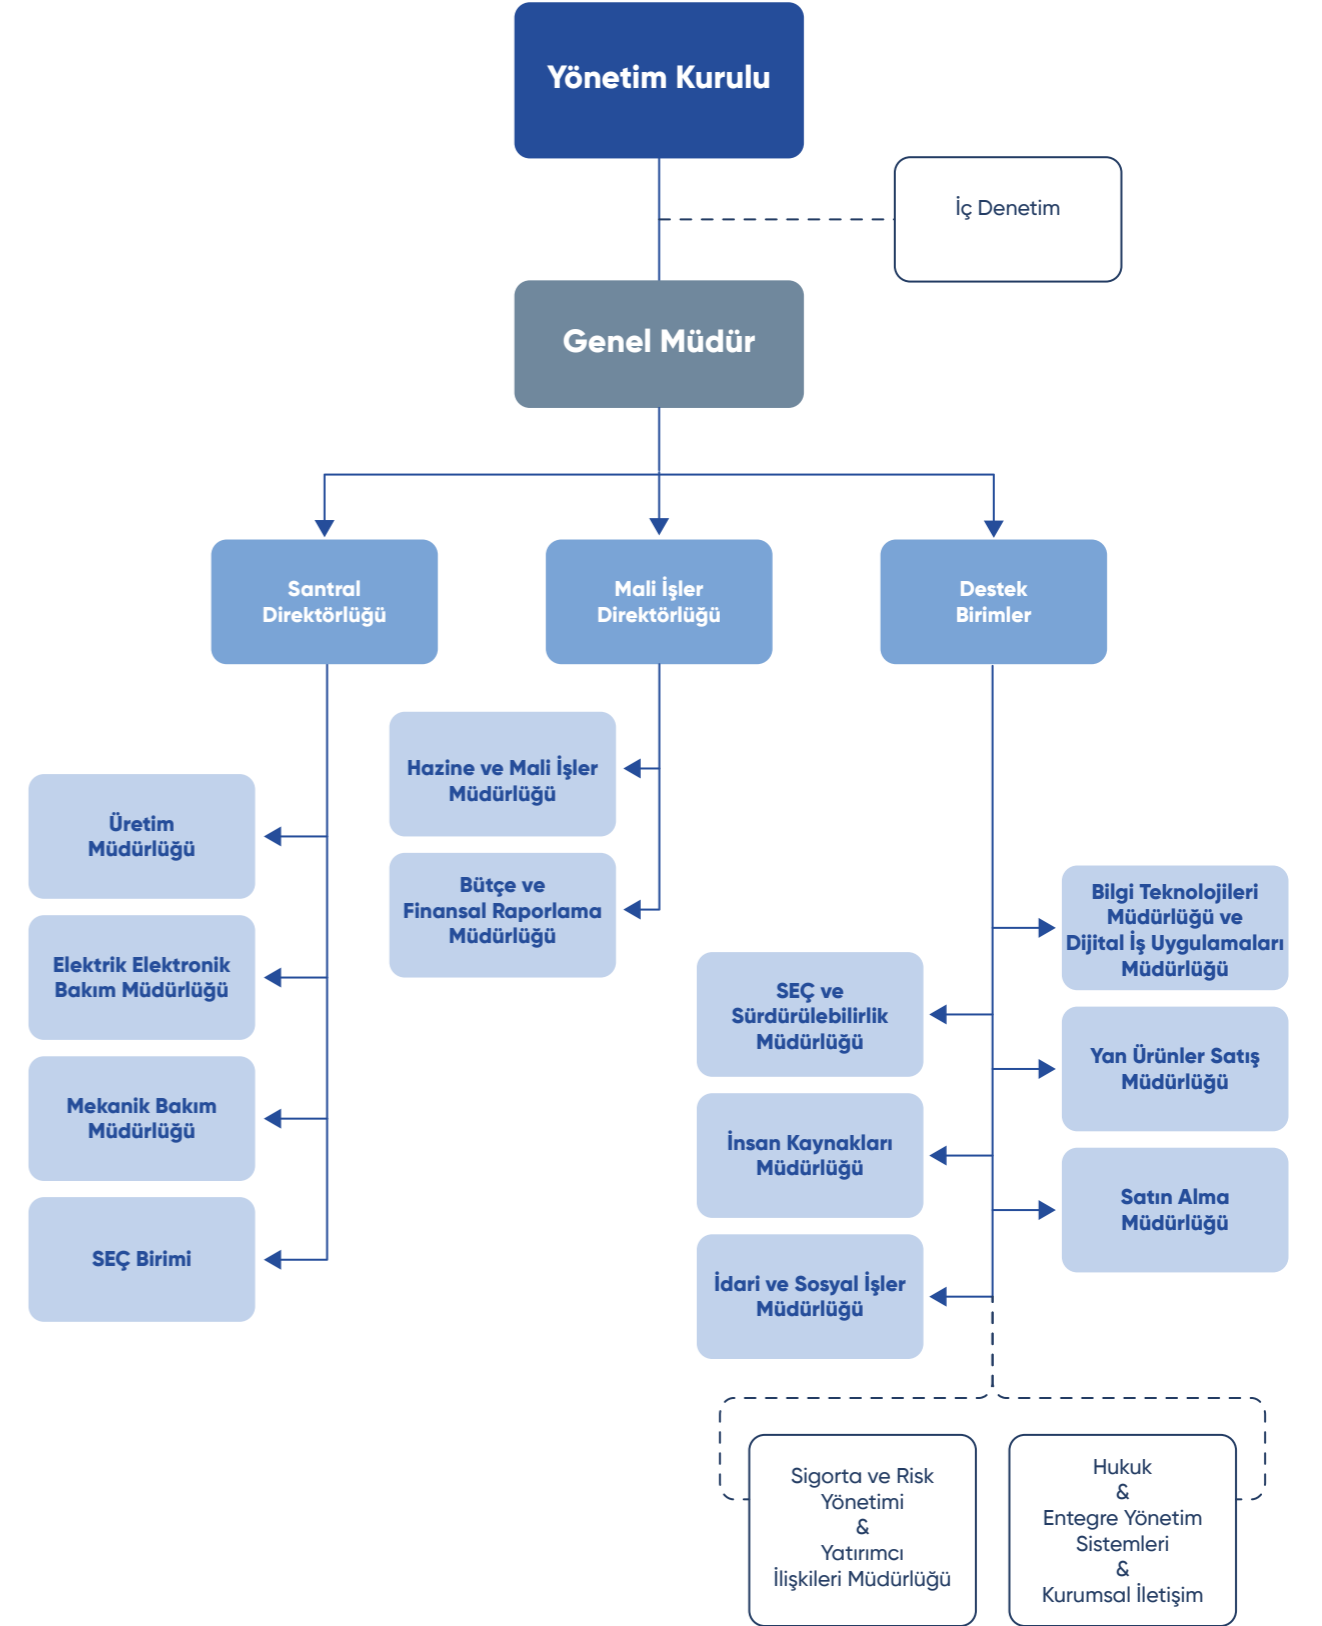 Yönetim Kurulu
İç Denetim
Genel Müdür
Santral
Direktörlüğü
Mali İşler
Direktörlüğü
Destek
Birimler
Üretim
Müdürlüğü
Elektrik Elektronik
Bakım Müdürlüğü
Mekanik Bakım
Müdürlüğü
SEÇ Birimi
Hazine ve Mali İşler
Müdürlüğü
Bütçe ve
Finansal Raporlama
Müdürlüğü
SEÇ ve
Sürdürülebilirlik
Müdürlüğü
İnsan Kaynakları
Müdürlüğü
İdari ve Sosyal İşler
Müdürlüğü
Bilgi Teknolojileri
Müdürlüğü ve
Dijital İş Uygulamaları
Müdürlüğü
Yan Ürünler Satış
Müdürlüğü
Satın Alma
Müdürlüğü
Sigorta ve Risk
Yönetimi
&
Yatırımcı
İlişkileri Müdürlüğü
Hukuk
&
Entegre Yönetim
Sistemleri
&
Kurumsal İletişim